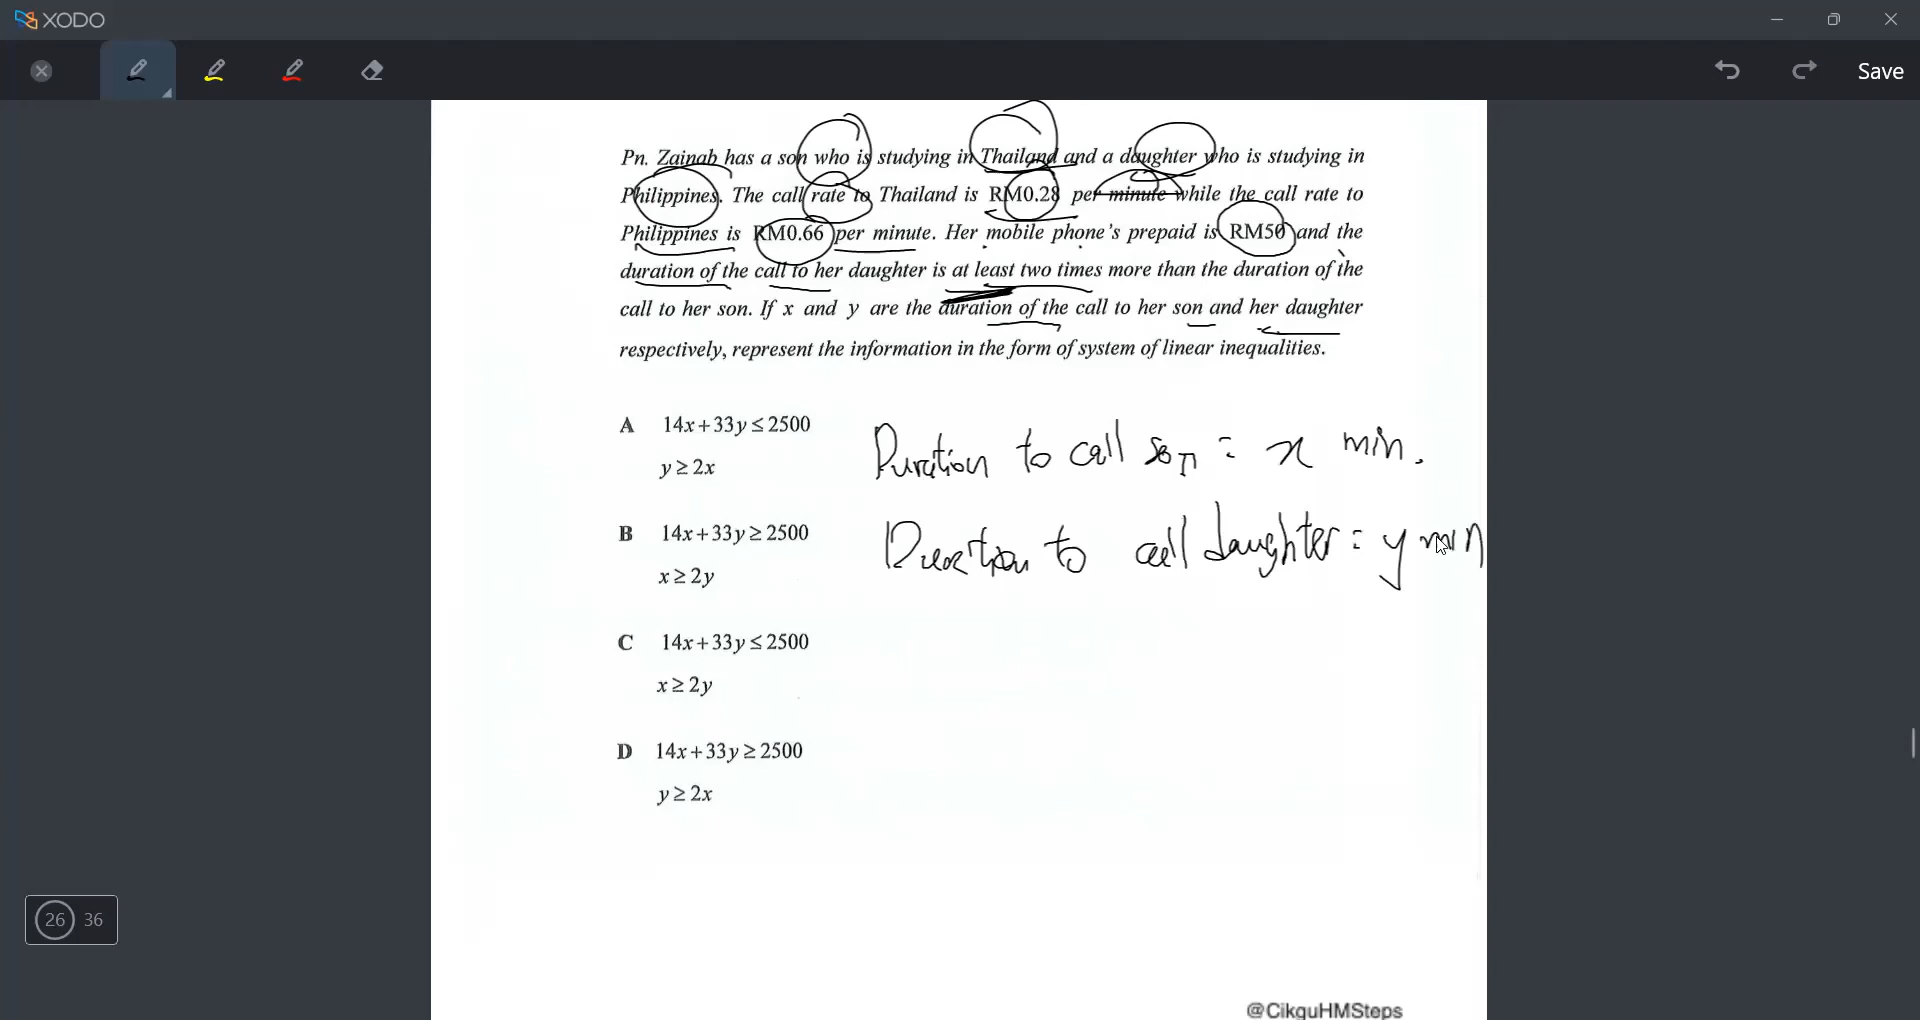 XODO
Save
Pn. Zainab has a son who is studying in Thailand and a daughter who is studying in
Philippines. The call rate to Thailand is RM0.28 per minute while the call rate to
Philippines is RM0.66 per minute. Her mobile phone's prepaid is RM50 and the
duration of the call to her daughter is at least two times more than the duration of the
call to her son. If x and y are the duration of the call to her son and her daughter
respectively, represent the information in the form of system of linear inequalities.
A 14x+33y≤2500
y≥2x
Duration to call son = x min.
B 14x+33y≥2500
x≥2y
Duration to call daughter = y min
C 14x+33y≤2500
x≥2y
D 14x+33y≥2500
y≥2x
26 36
@CikguHMSteps